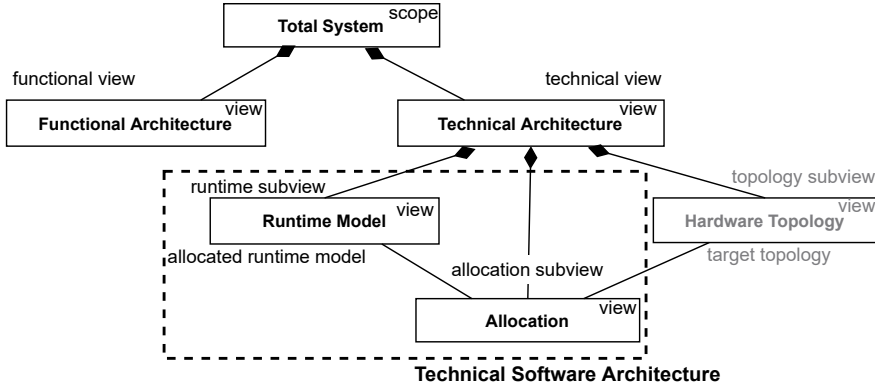 scope
Total System
functional view
technical view
view
Functional Architecture
view
Technical Architecture
runtime subview
topology subview
view
Runtime Model
view
Hardware Topology
allocated runtime model
allocation subview
target topology
view
Allocation
Technical Software Architecture